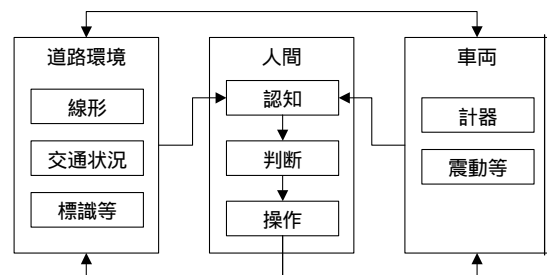 道路環境
線形
交通状況
標識等
人間
認知
判断
操作
車両
計器
震動等